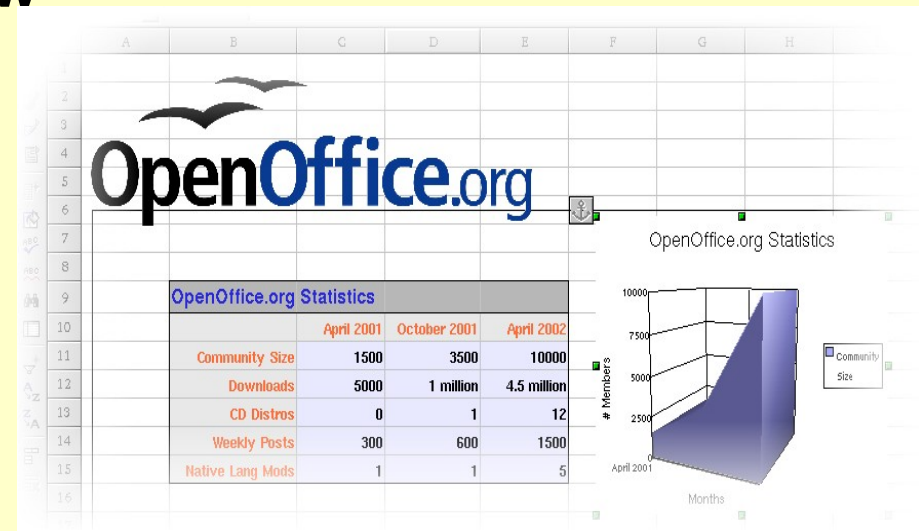 A B C D E F G H
2
3
4
5
6
7
8
9
10
11
12
13
14
15
16
OpenOffice.org
OpenOffice.org Statistics
April 2001 October 2001 April 2002
Community Size 1500 3500 10000
Downloads 5000 1 million 4.5 million
CD Distros 0 1 12
Weekly Posts 300 600 1500
Native Lang Mods 1 1 5
OpenOffice.org Statistics
10000
7500
5000
2500
0
# Members
April 2001
Months
Community
Size